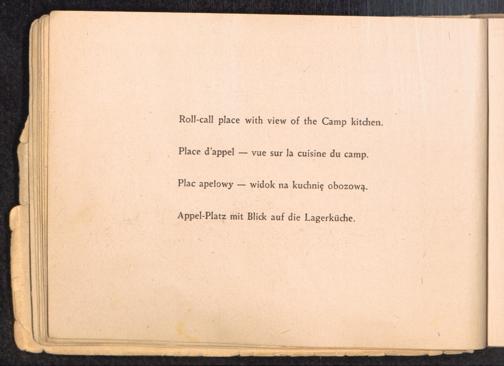 Roll-call place with view of the Camp kitchen.
Place d'appel — vue sur la cuisine du camp.
Plac apelowy — widok na kuchnię obozową.
Appel-Platz mit Blick auf die Lagerküche.